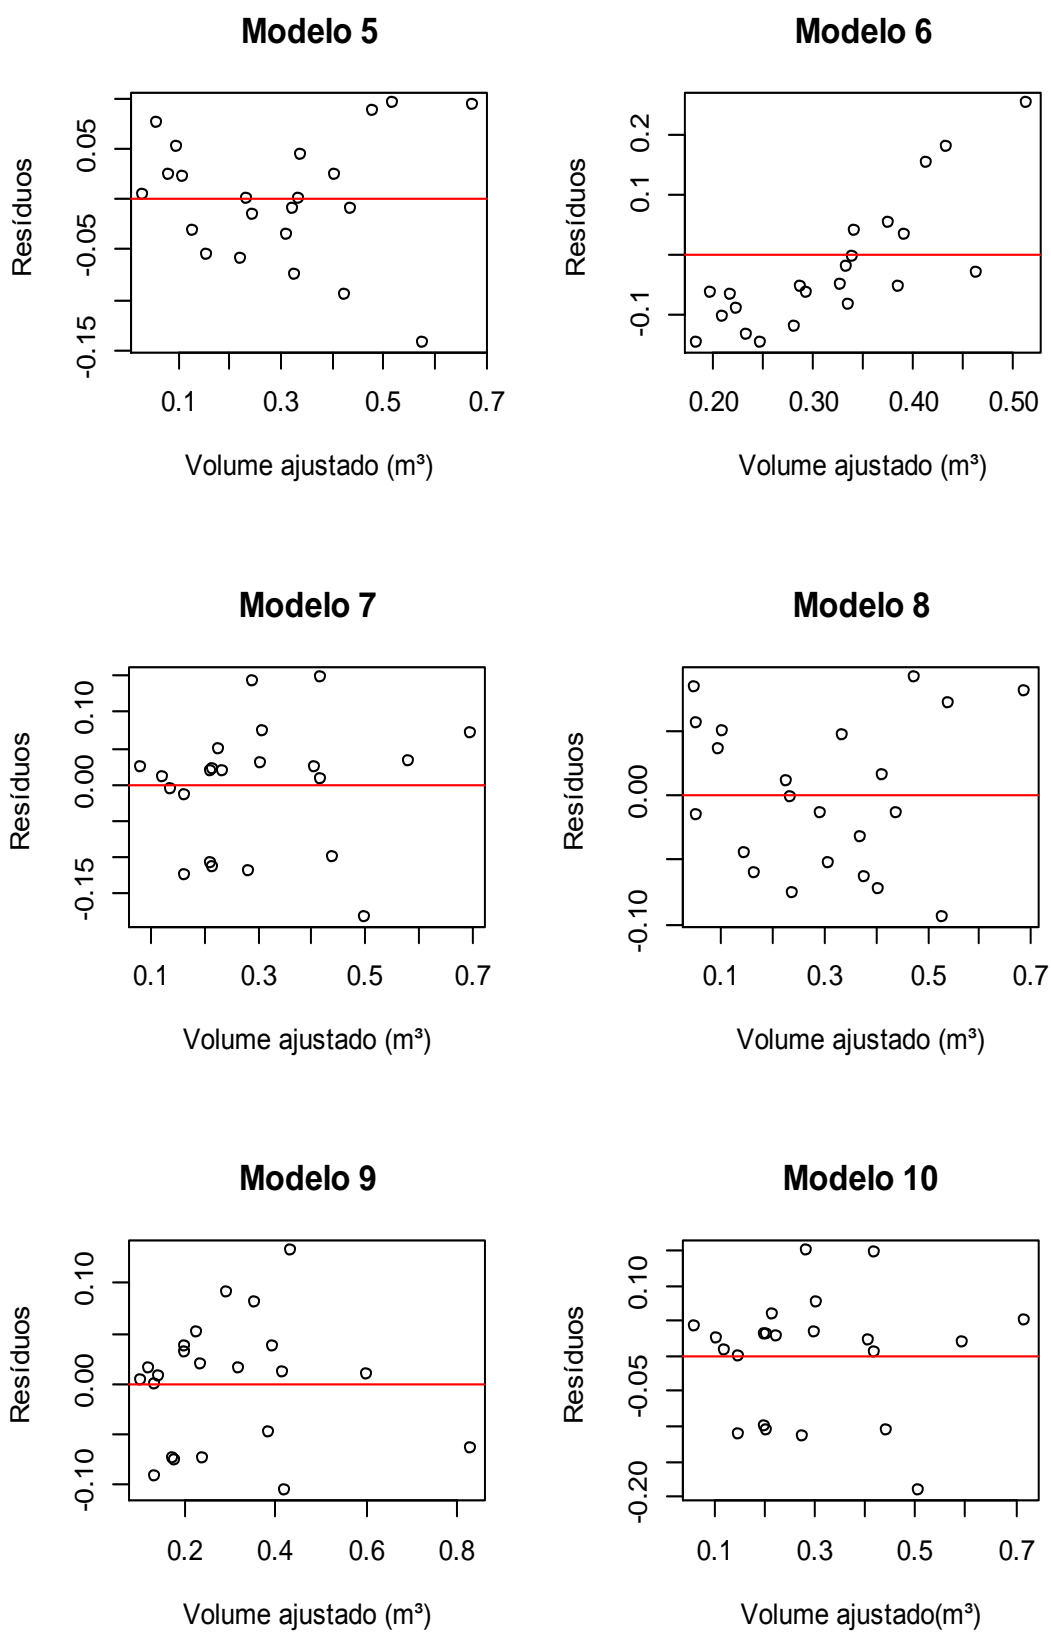 Modelo 5
Resíduos
0.05
-0.05
-0.15
0.1 0.3 0.5 0.7
Volume ajustado (m³)
Modelo 6
Resíduos
0.2
0.1
-0.1
0.20 0.30 0.40 0.50
Volume ajustado (m³)
Modelo 7
Resíduos
0.10
0.00
-0.15
0.1 0.3 0.5 0.7
Volume ajustado (m³)
Modelo 8
Resíduos
0.00
-0.10
0.1 0.3 0.5 0.7
Volume ajustado (m³)
Modelo 9
Resíduos
0.10
0.00
-0.10
0.2 0.4 0.6 0.8
Volume ajustado (m³)
Modelo 10
Resíduos
0.10
-0.05
-0.20
0.1 0.3 0.5 0.7
Volume ajustado(m³)